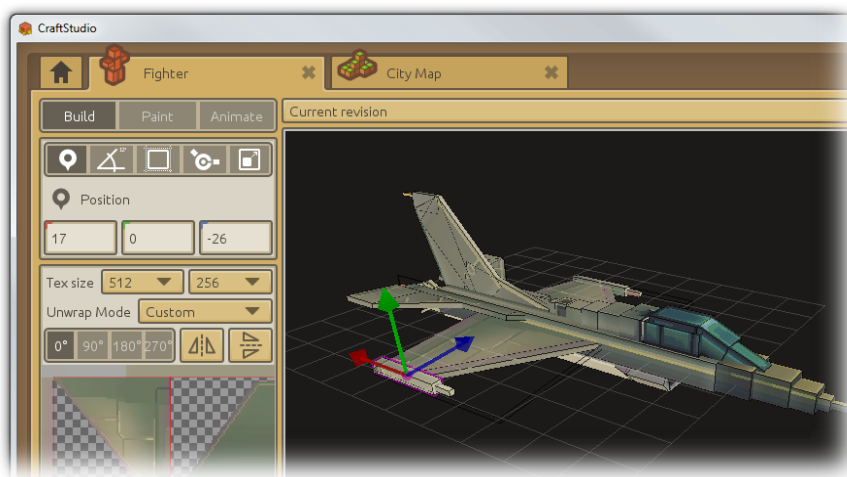 CraftStudio
Fighter
City Map
Build Paint Animate
Current revision
12°
Position
17 0 -26
Tex size 512 256
Unwrap Mode Custom
0° 90° 180° 270°